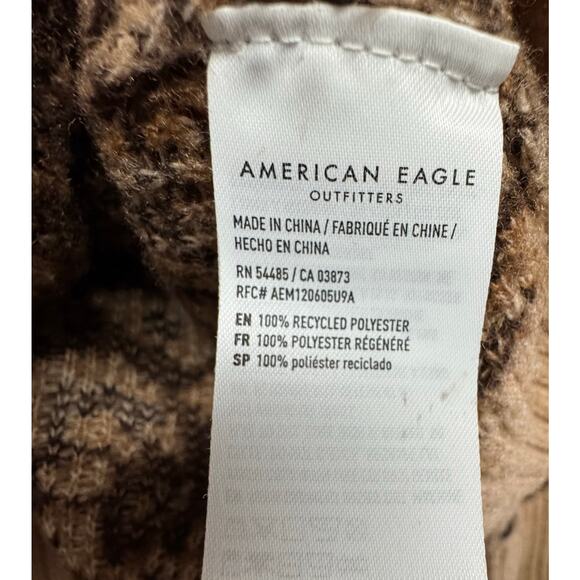 AMERICAN EAGLE
OUTFITTERS
MADE IN CHINA / FABRIQUÉ EN CHINE /
HECHO EN CHINA
RN 54485 / CA 03873
RFC# AEM120605U9A
EN 100% RECYCLED POLYESTER
FR 100% POLYESTER RÉGÉNÉRÉ
SP 100% poliéster reciclado